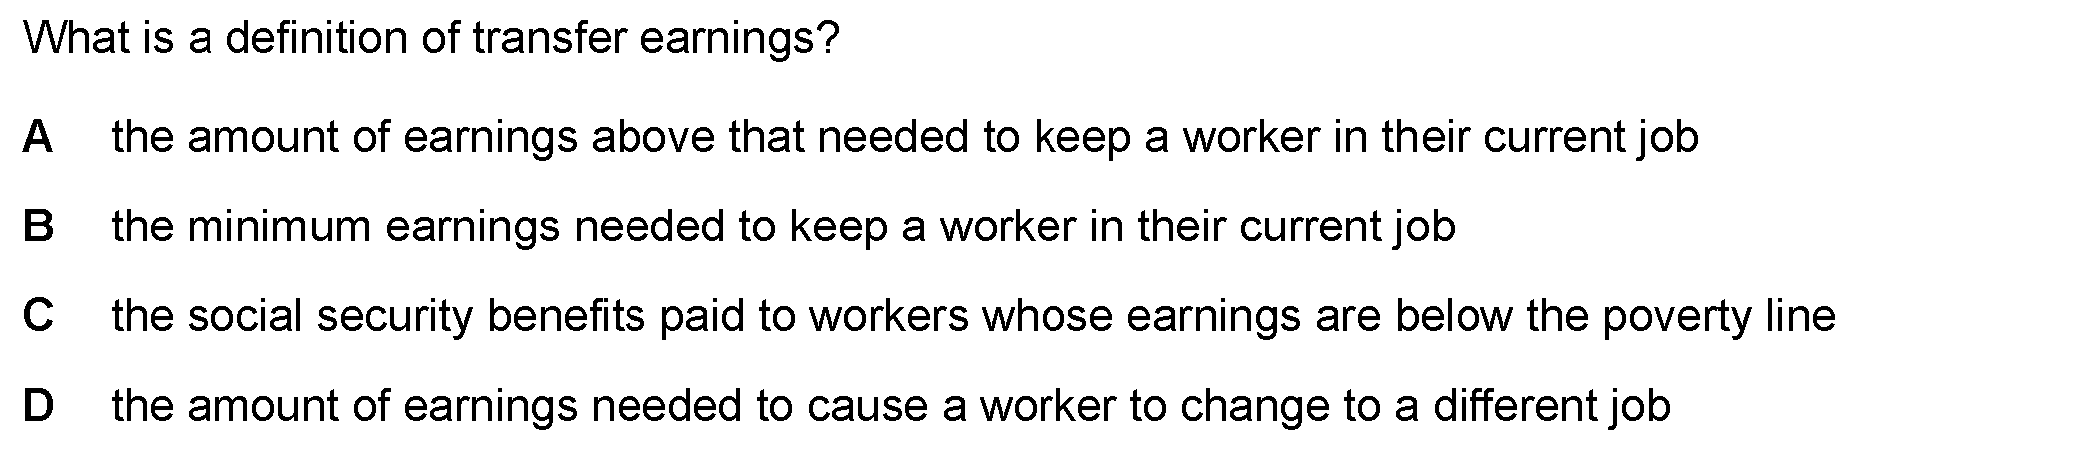 What is a definition of transfer earnings?
A the amount of earnings above that needed to keep a worker in their current job
B the minimum earnings needed to keep a worker in their current job
C the social security benefits paid to workers whose earnings are below the poverty line
D the amount of earnings needed to cause a worker to change to a different job